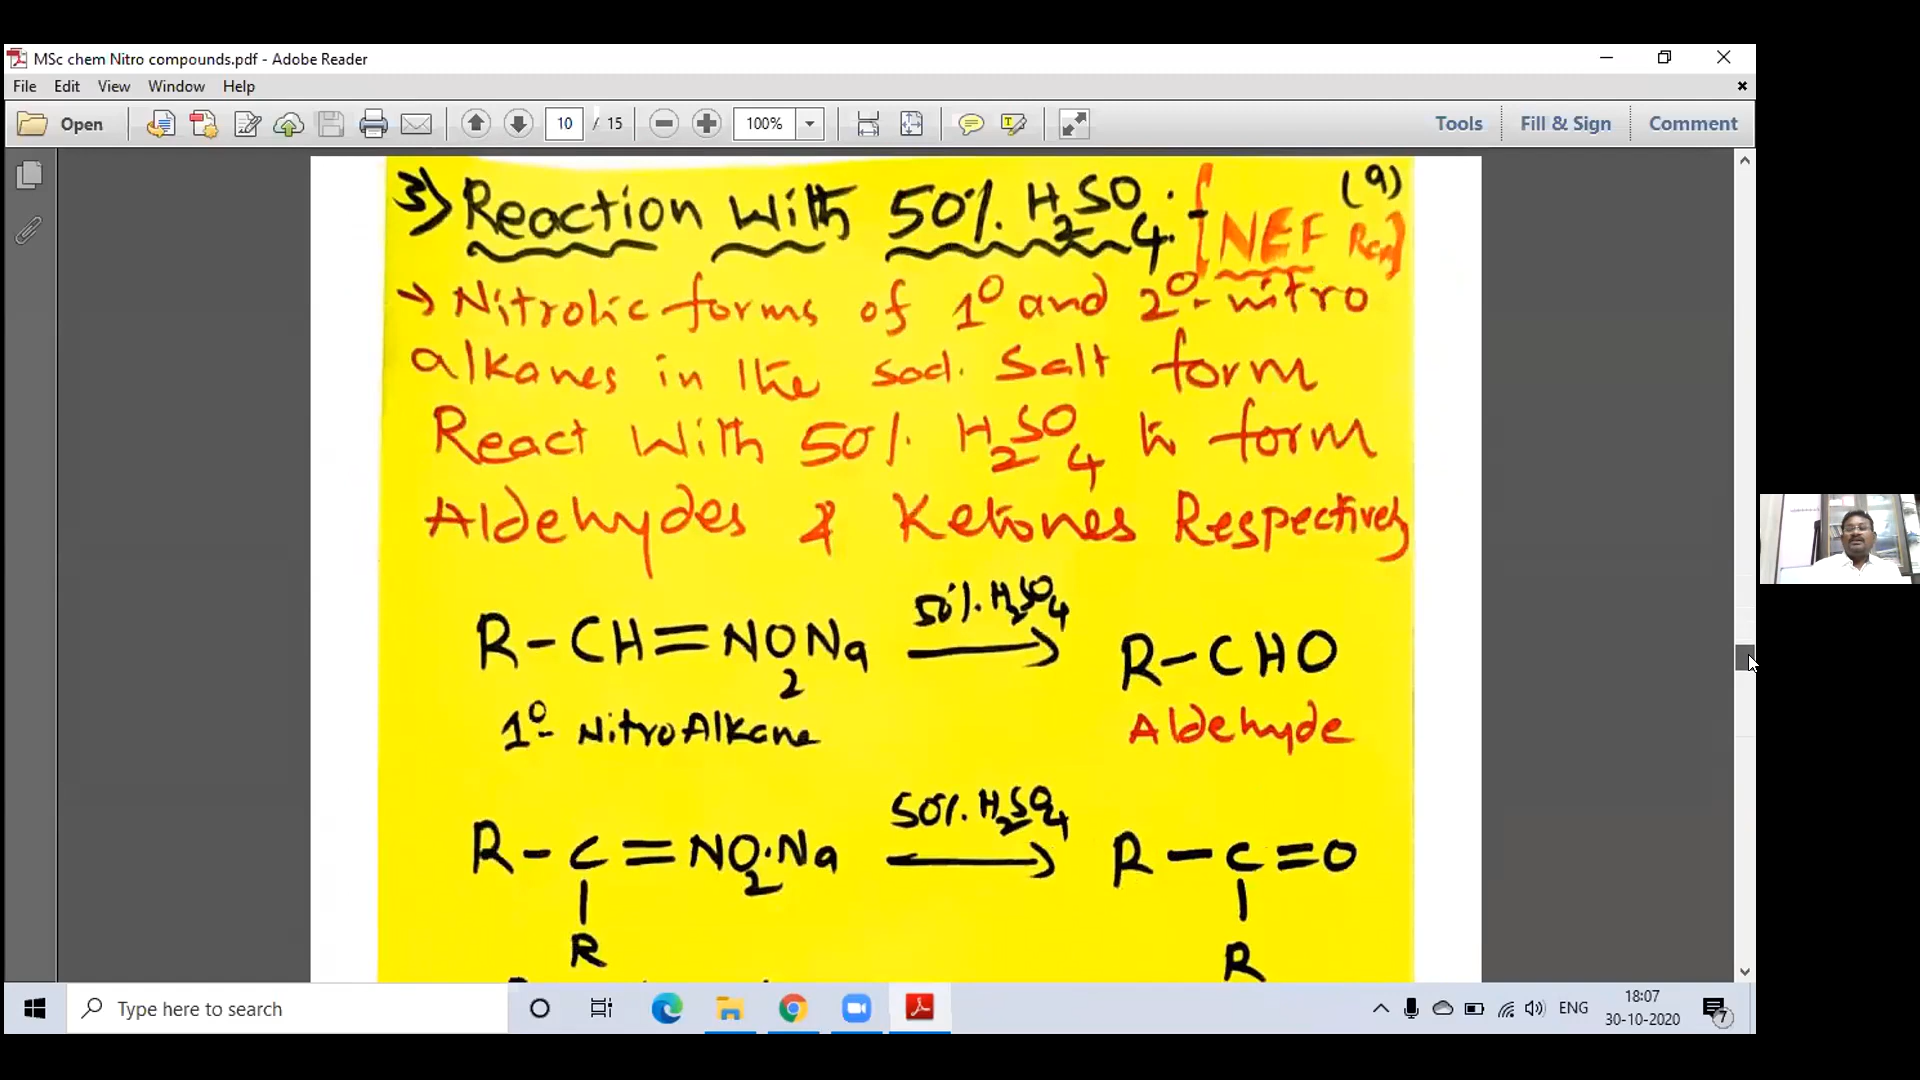 MSc chem Nitro compounds.pdf - Adobe Reader
File Edit View Window Help
Open 10 / 15 100% Tools Fill & Sign Comment
(9)
3) Reaction with 50% H2SO4 :- [NEF Rea]
→ Nitrolic forms of 1° and 2°- nitro
alkanes in the sod. salt form
React with 50% H2SO4 to form
Aldehydes & Ketones Respectively
50% H2SO4
R-CH=NO2Na → R-CHO
1° NitroAlkane Aldehyde
50% H2SO4
R-C=NO2.Na → R-C=O
R R
Type here to search
ENG
18:07
30-10-2020
7